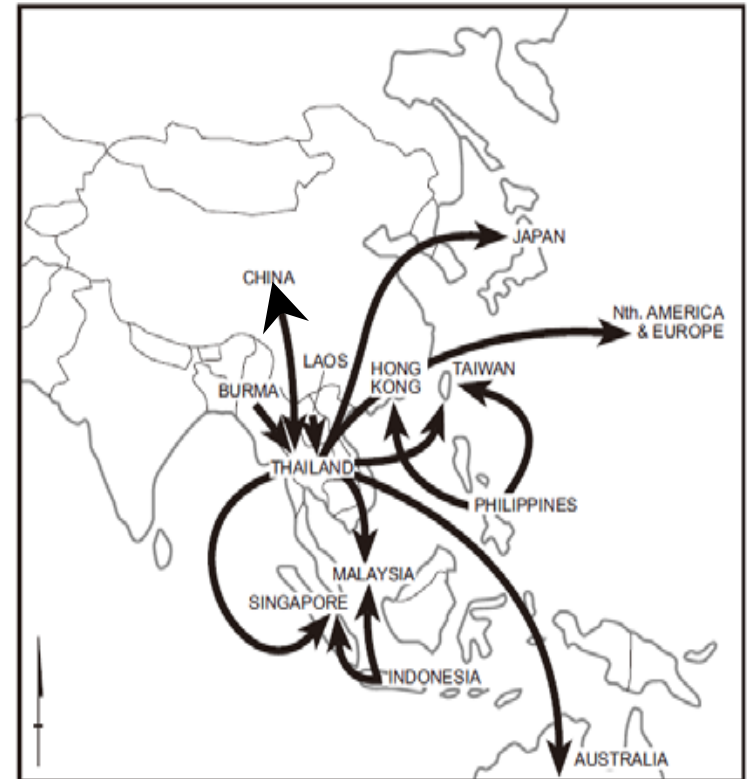 JAPAN
CHINA
Nth. AMERICA
& EUROPE
LAOS
HONG
KONG
TAIWAN
BURMA
THAILAND
PHILIPPINES
MALAYSIA
SINGAPORE
INDONESIA
AUSTRALIA